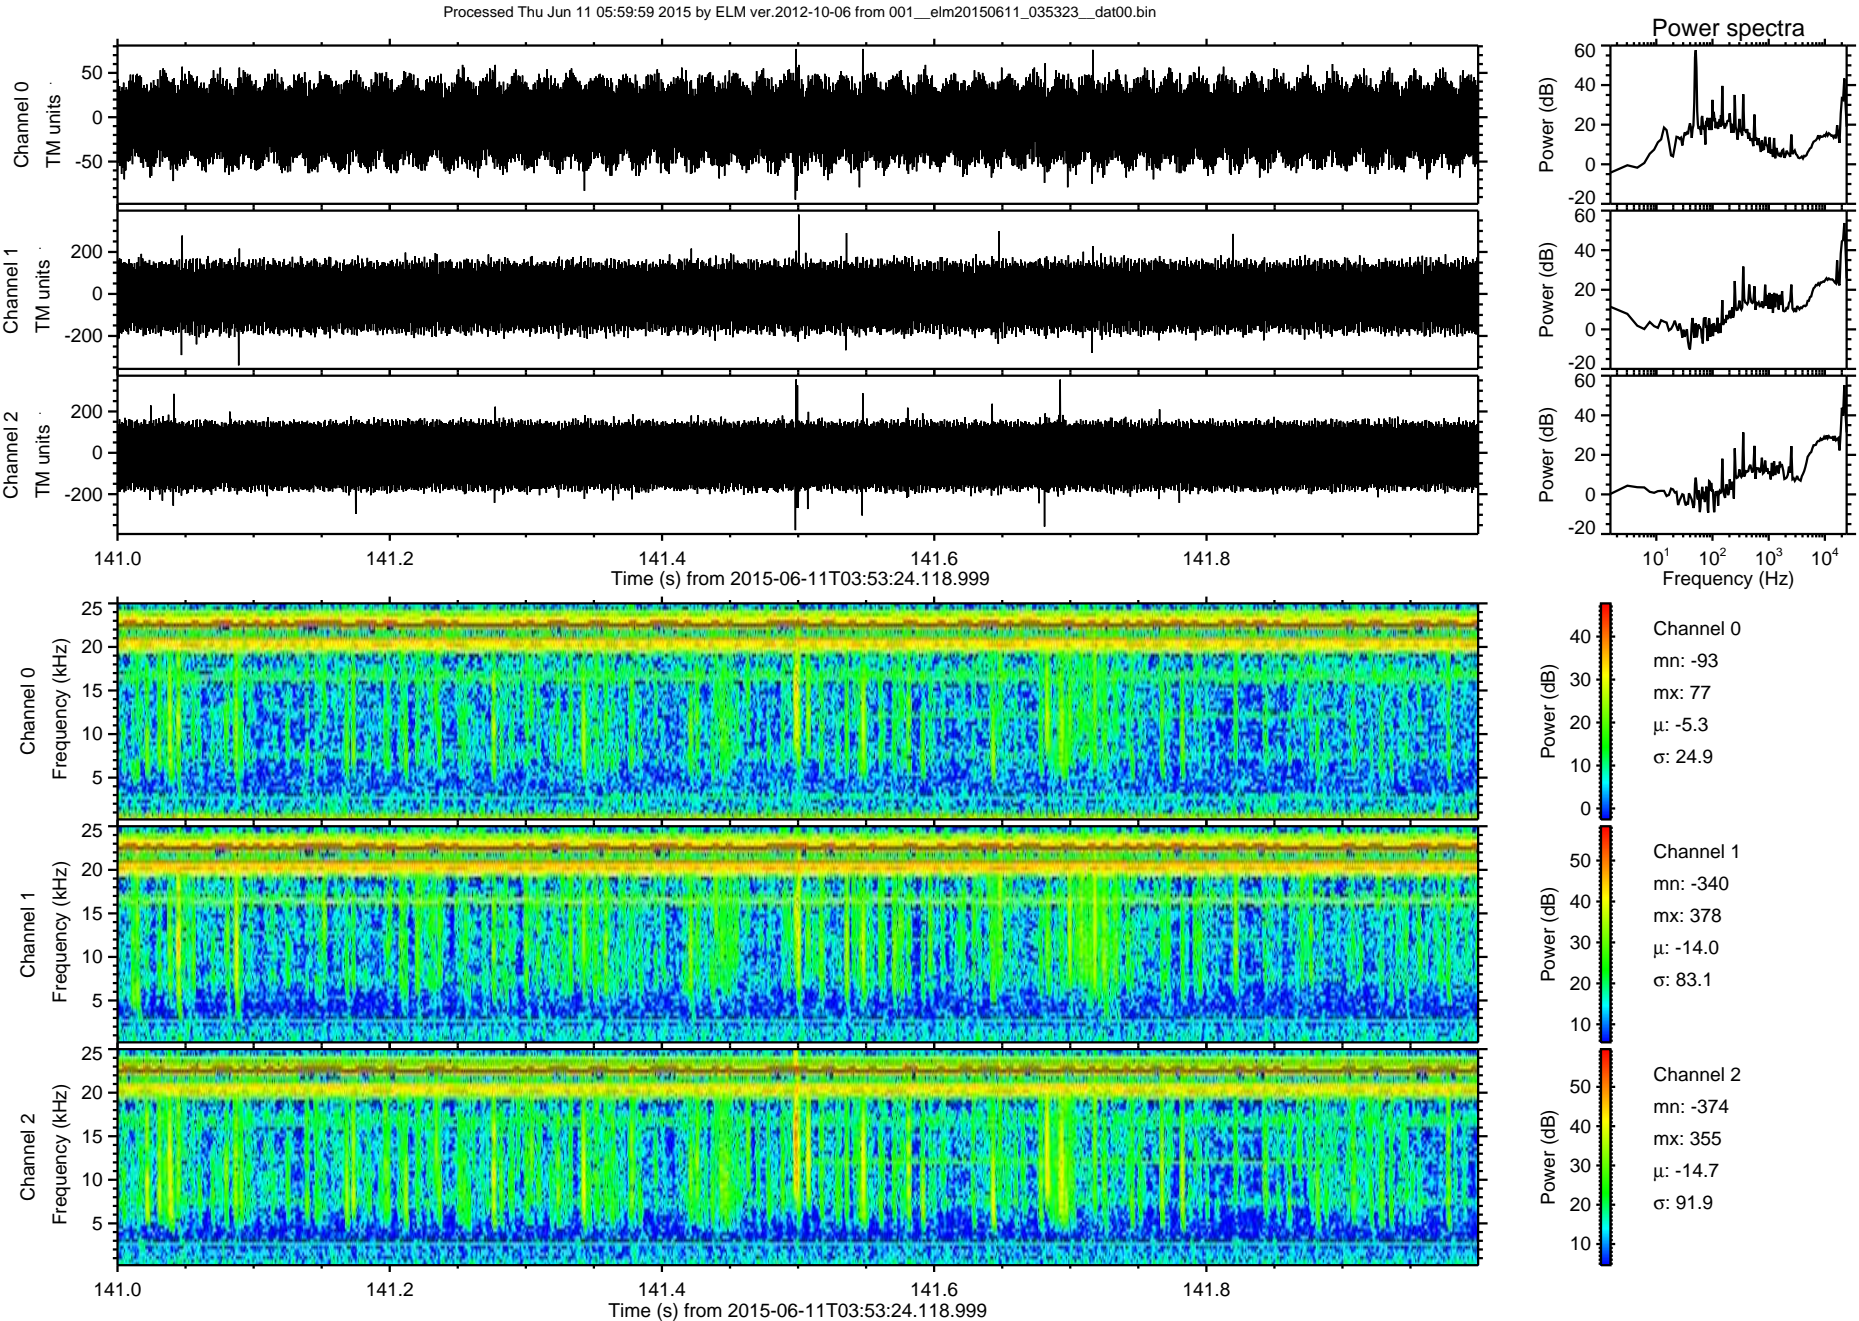 Processed Thu Jun 11 05:59:59 2015 by ELM ver.2012-10-06 from 001__elm20150611_035323__dat00.bin
Power spectra
Channel 0
TM units
50
0
-50
Power (dB)
60
40
20
0
-20
Channel 1
TM units
200
0
-200
Power (dB)
60
40
20
0
-20
Channel 2
TM units
200
0
-200
Power (dB)
60
40
20
0
-20
141.0 141.2 141.4 141.6 141.8
Time (s) from 2015-06-11T03:53:24.118.999
10¹ 10² 10³ 10⁴
Frequency (Hz)
Channel 0
Frequency (kHz)
25
20
15
10
5
Power (dB)
40
30
20
10
0
Channel 0
mn: -93
mx: 77
μ: -5.3
σ: 24.9
Channel 1
Frequency (kHz)
25
20
15
10
5
Power (dB)
50
40
30
20
10
Channel 1
mn: -340
mx: 378
μ: -14.0
σ: 83.1
Channel 2
Frequency (kHz)
25
20
15
10
5
Power (dB)
50
40
30
20
10
Channel 2
mn: -374
mx: 355
μ: -14.7
σ: 91.9
141.0 141.2 141.4 141.6 141.8
Time (s) from 2015-06-11T03:53:24.118.999